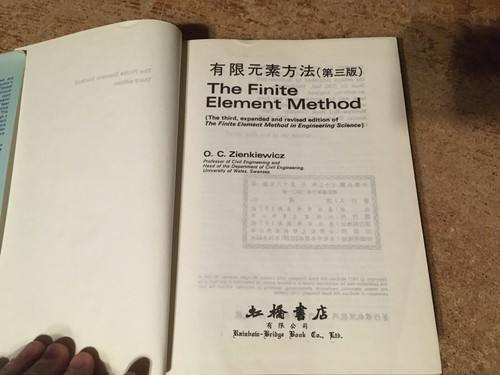 有限元素方法(第三版)
The Finite
Element Method
(The third, expanded and revised edition of
The Finite Element Method in Engineering Science)
O. C. Zienkiewicz
Professor of Civil Engineering and
Head of the Department of Civil Engineering
University of Wales, Swansea
虹橋書店
有限公司
Rainbow-Bridge Book Co., Ltd.